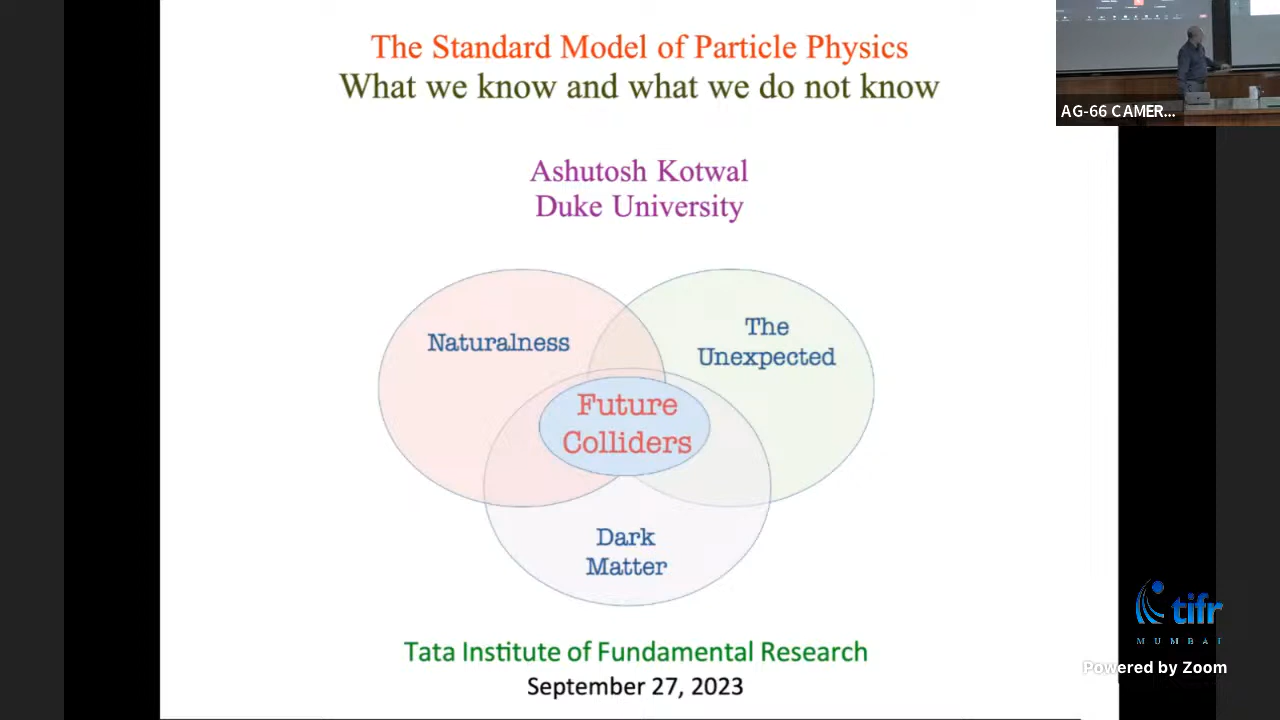 The Standard Model of Particle Physics
What we know and what we do not know
AG-66 CAMER...
Ashutosh Kotwal
Duke University
Naturalness
The
Unexpected
Future
Colliders
Dark
Matter
tifr
MUMBAI
Powered by Zoom
Tata Institute of Fundamental Research
September 27, 2023